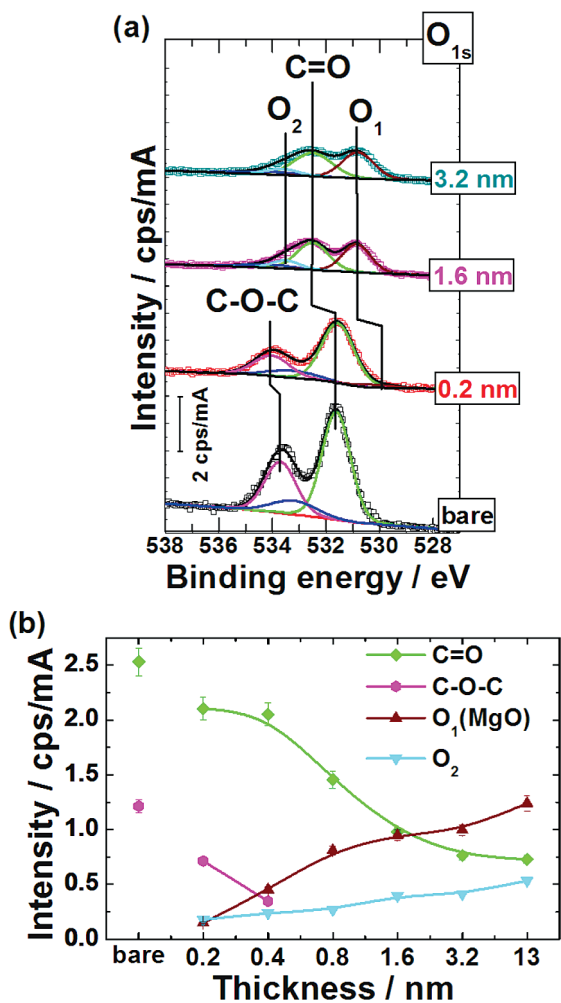 (a)
O1s
C=O
O2
O1
3.2 nm
1.6 nm
C-O-C
0.2 nm
bare
2 cps/mA
Intensity / cps/mA
538 536 534 532 530 528
Binding energy / eV
(b)
C=O
C-O-C
O1(MgO)
O2
2.5
2.0
1.5
1.0
0.5
0.0
Intensity / cps/mA
bare 0.2 0.4 0.8 1.6 3.2 13
Thickness / nm